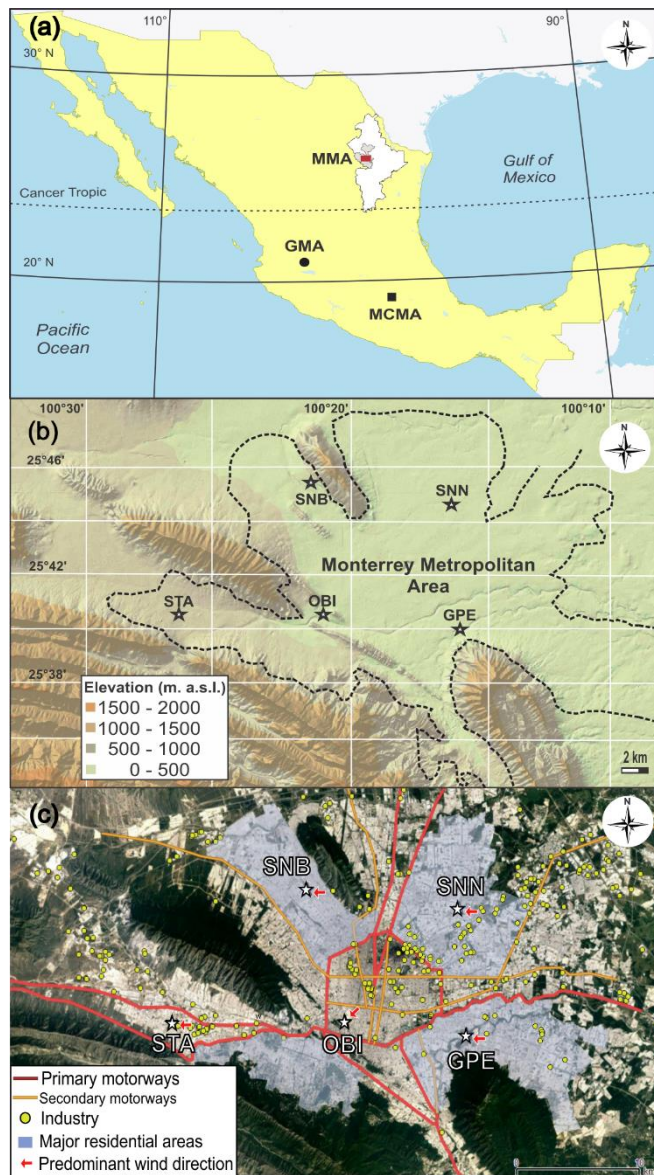 (a)
110°
90°
N
30° N
MMA
Gulf of
Mexico
Cancer Tropic
GMA
20° N
MCMA
Pacific
Ocean
(b)
100°30'
100°20'
100°10'
N
25°46'
SNB
SNN
25°42'
Monterrey Metropolitan
Area
STA
OBI
GPE
25°38'
Elevation (m. a.s.l.)
1500 - 2000
1000 - 1500
500 - 1000
0 - 500
2 km
(c)
N
SNB
SNN
STA
OBI
GPE
Primary motorways
Secondary motorways
Industry
Major residential areas
Predominant wind direction